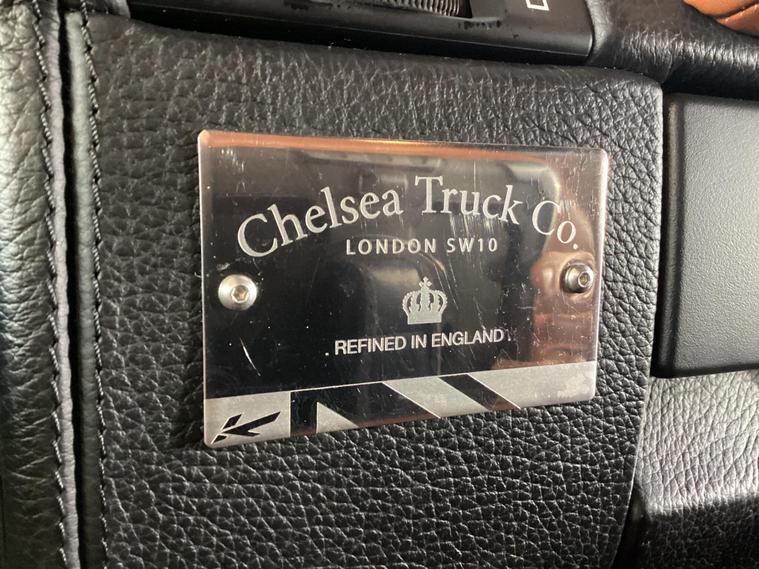 Chelsea Truck Co.
LONDON SW10
. REFINED IN ENGLAND .